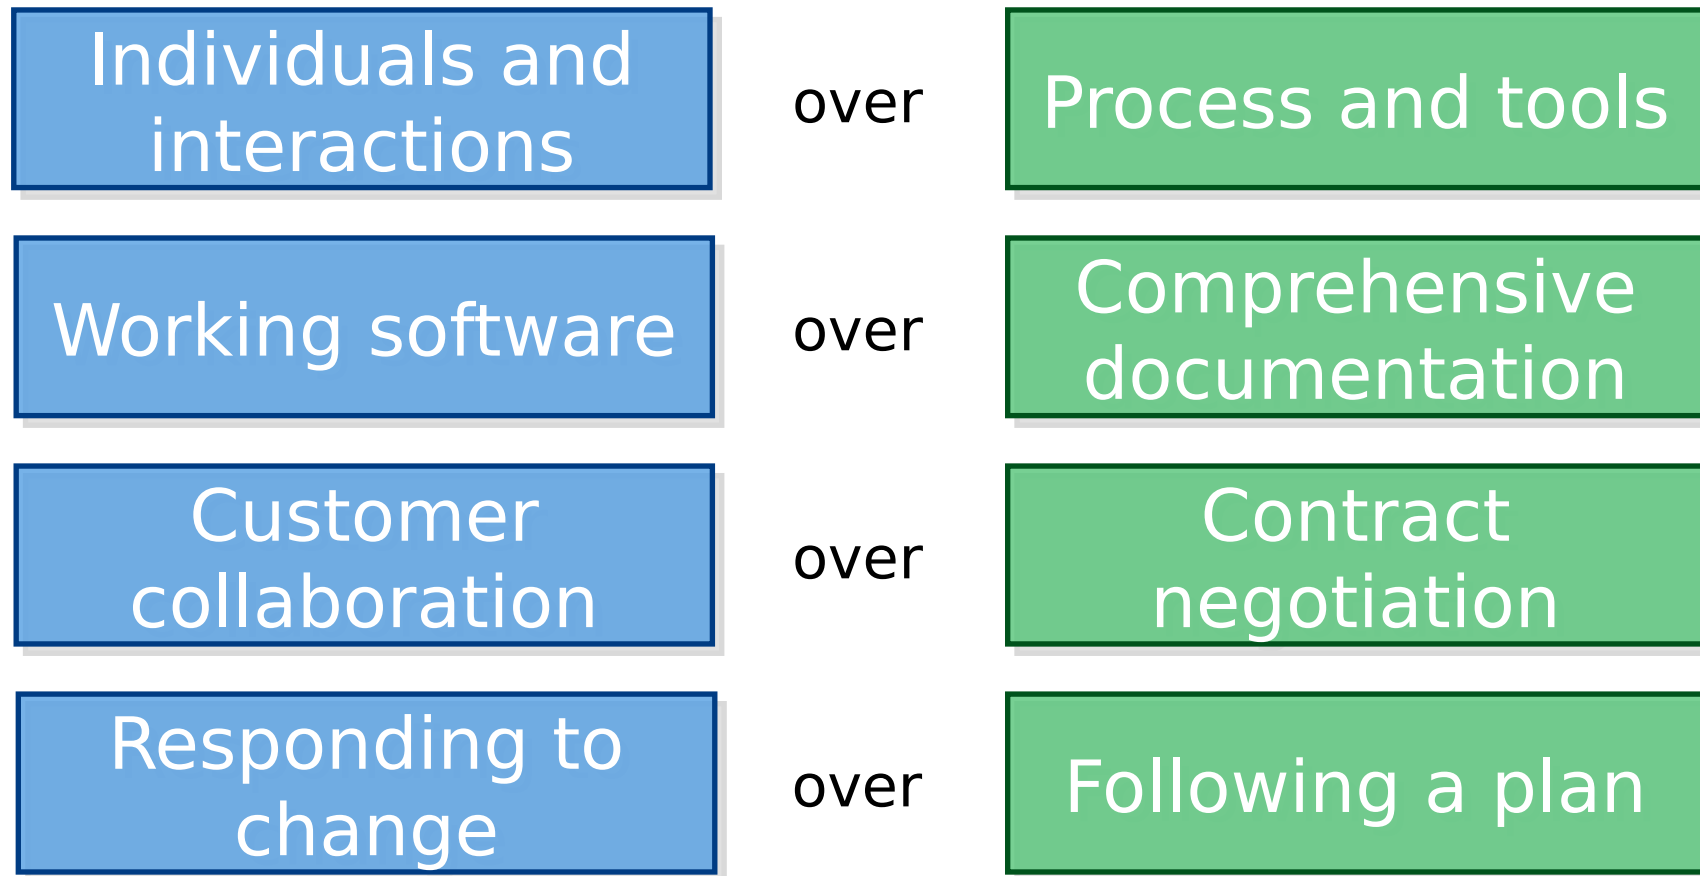 Individuals and
interactions
over
Process and tools
Working software
over
Comprehensive
documentation
Customer
collaboration
over
Contract
negotiation
Responding to
change
over
Following a plan